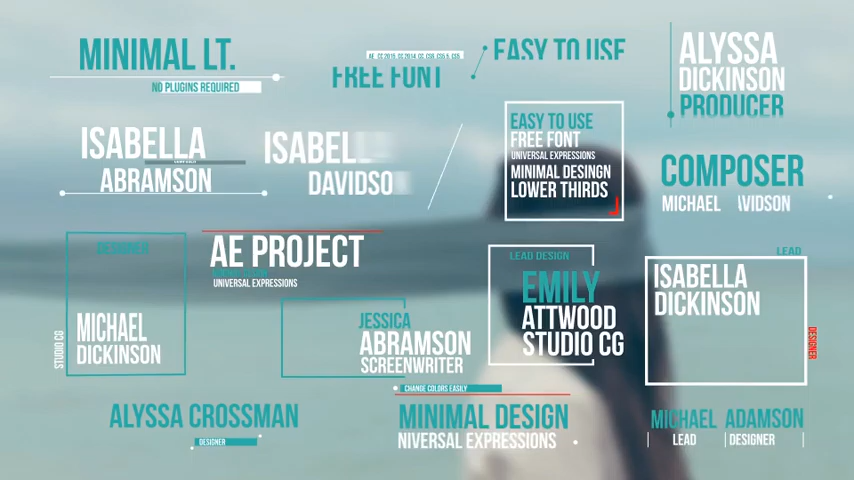 MINIMAL LT.
NO PLUGINS REQUIRED
FREE FONT
EASY TO USE
ALYSSA
DICKINSON
PRODUCER
ISABELLA
ABRAMSON
ISABELL
DAVIDSO
EASY TO USE
FREE FONT
UNIVERSAL EXPRESSIONS
MINIMAL DESINGN
LOWER THIRDS
COMPOSER
MICHAEL VIDSON
DESIGNER
MICHAEL
DICKINSON
STUDIO CG
AE PROJECT
UNIVERSAL EXPRESSIONS
JESSICA
ABRAMSON
SCREENWRITER
LEAD DESIGN
EMILY
ATTWOOD
STUDIO CG
LEAD
ISABELLA
DICKINSON
DESIGNER
ALYSSA CROSSMAN
DESIGNER
CHANGE COLORS EASILY
MINIMAL DESIGN
NIVERSAL EXPRESSIONS
MICHAEL ADAMSON
LEAD DESIGNER